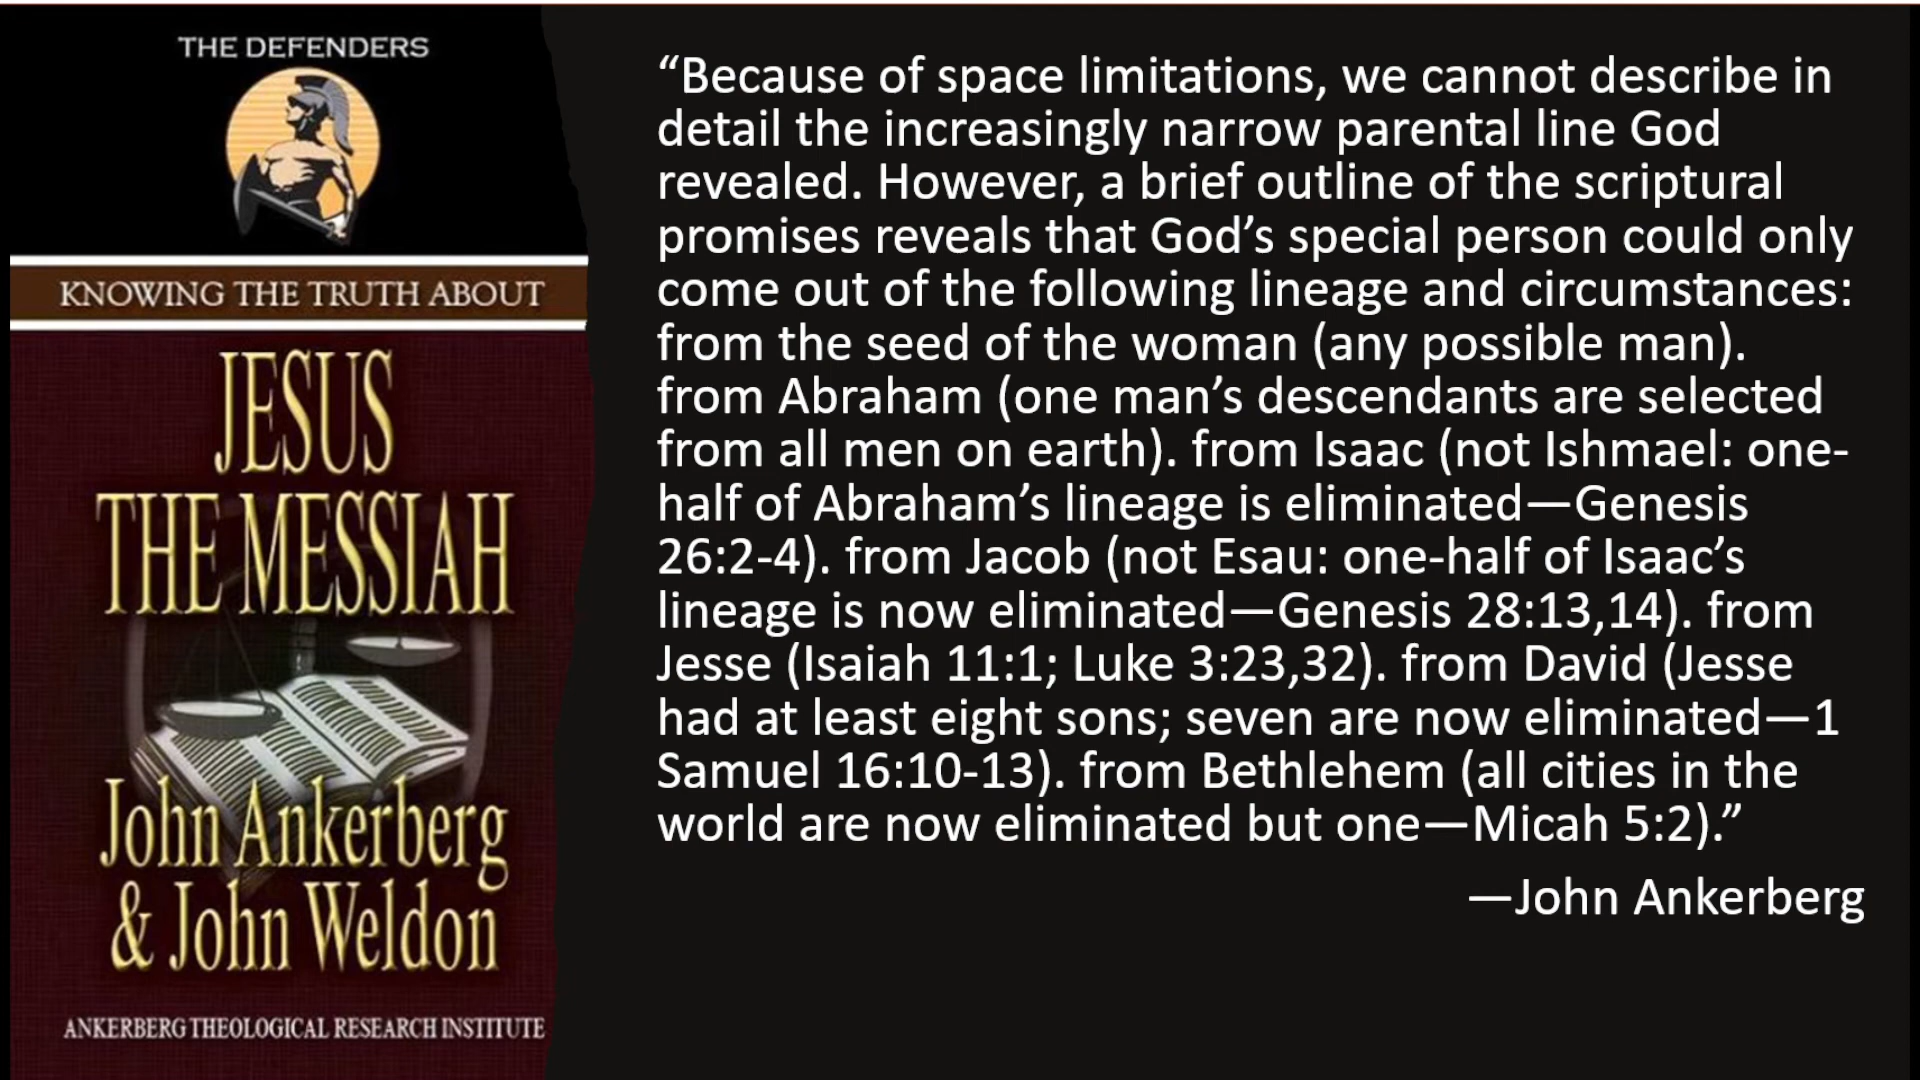 THE DEFENDERS
KNOWING THE TRUTH ABOUT
JESUS
THE MESSIAH
John Ankerberg
& John Weldon
ANKERBERG THEOLOGICAL RESEARCH INSTITUTE
“Because of space limitations, we cannot describe in
detail the increasingly narrow parental line God
revealed. However, a brief outline of the scriptural
promises reveals that God’s special person could only
come out of the following lineage and circumstances:
from the seed of the woman (any possible man).
from Abraham (one man’s descendants are selected
from all men on earth). from Isaac (not Ishmael: one-
half of Abraham’s lineage is eliminated—Genesis
26:2-4). from Jacob (not Esau: one-half of Isaac’s
lineage is now eliminated—Genesis 28:13,14). from
Jesse (Isaiah 11:1; Luke 3:23,32). from David (Jesse
had at least eight sons; seven are now eliminated—1
Samuel 16:10-13). from Bethlehem (all cities in the
world are now eliminated but one—Micah 5:2).”
—John Ankerberg